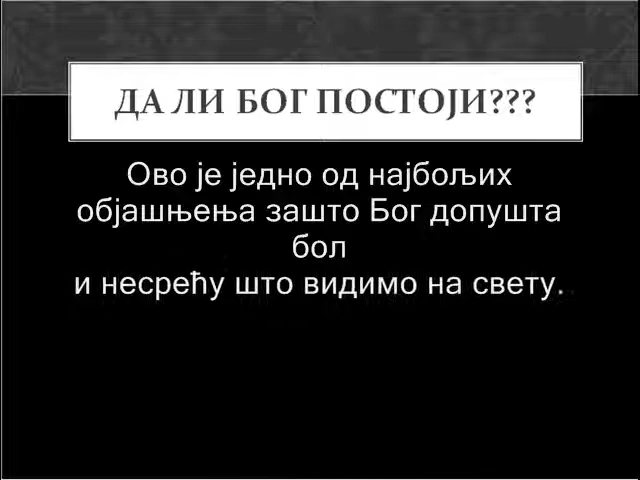 ДА ЛИ БОГ ПОСТОЈИ???
Ово је једно од најбољих
објашњења зашто Бог допушта
бол
и несрећу што видимо на свету.